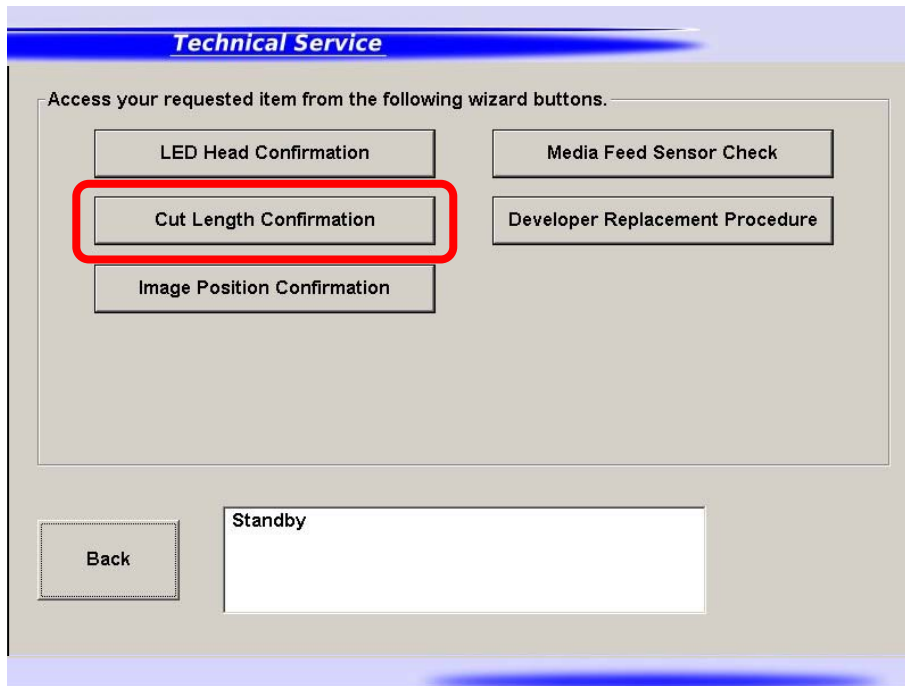 Technical Service
Access your requested item from the following wizard buttons.
LED Head Confirmation
Media Feed Sensor Check
Cut Length Confirmation
Developer Replacement Procedure
Image Position Confirmation
Standby
Back